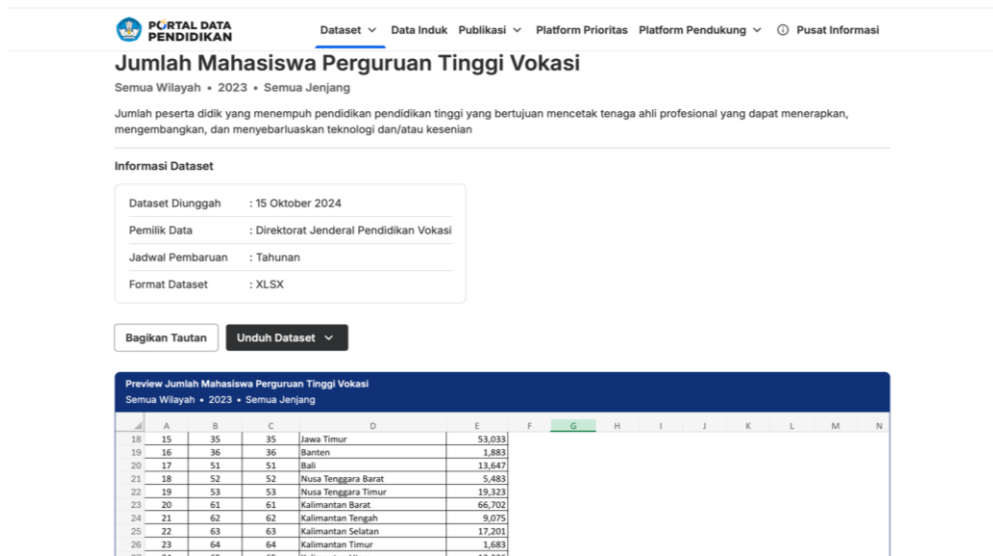 PORTAL DATA
PENDIDIKAN
Dataset Data Induk Publikasi Platform Prioritas Platform Pendukung Pusat Informasi
Jumlah Mahasiswa Perguruan Tinggi Vokasi
Semua Wilayah • 2023 • Semua Jenjang
Jumlah peserta didik yang menempuh pendidikan pendidikan tinggi yang bertujuan mencetak tenaga ahli profesional yang dapat menerapkan,
mengembangkan, dan menyebarluaskan teknologi dan/atau kesenian
Informasi Dataset
Dataset Diunggah : 15 Oktober 2024
Pemilik Data : Direktorat Jenderal Pendidikan Vokasi
Jadwal Pembaruan : Tahunan
Format Dataset : XLSX
Bagikan Tautan Unduh Dataset
Preview Jumlah Mahasiswa Perguruan Tinggi Vokasi
Semua Wilayah • 2023 • Semua Jenjang
A B C D E F G H I J K L M N
18 15 35 35 Jawa Timur 53,033
19 16 36 36 Banten 1,883
20 17 51 51 Bali 13,647
21 18 52 52 Nusa Tenggara Barat 5,483
22 19 53 53 Nusa Tenggara Timur 19,323
23 20 61 61 Kalimantan Barat 66,702
24 21 62 62 Kalimantan Tengah 9,075
25 22 63 63 Kalimantan Selatan 17,201
26 23 64 64 Kalimantan Timur 1,683